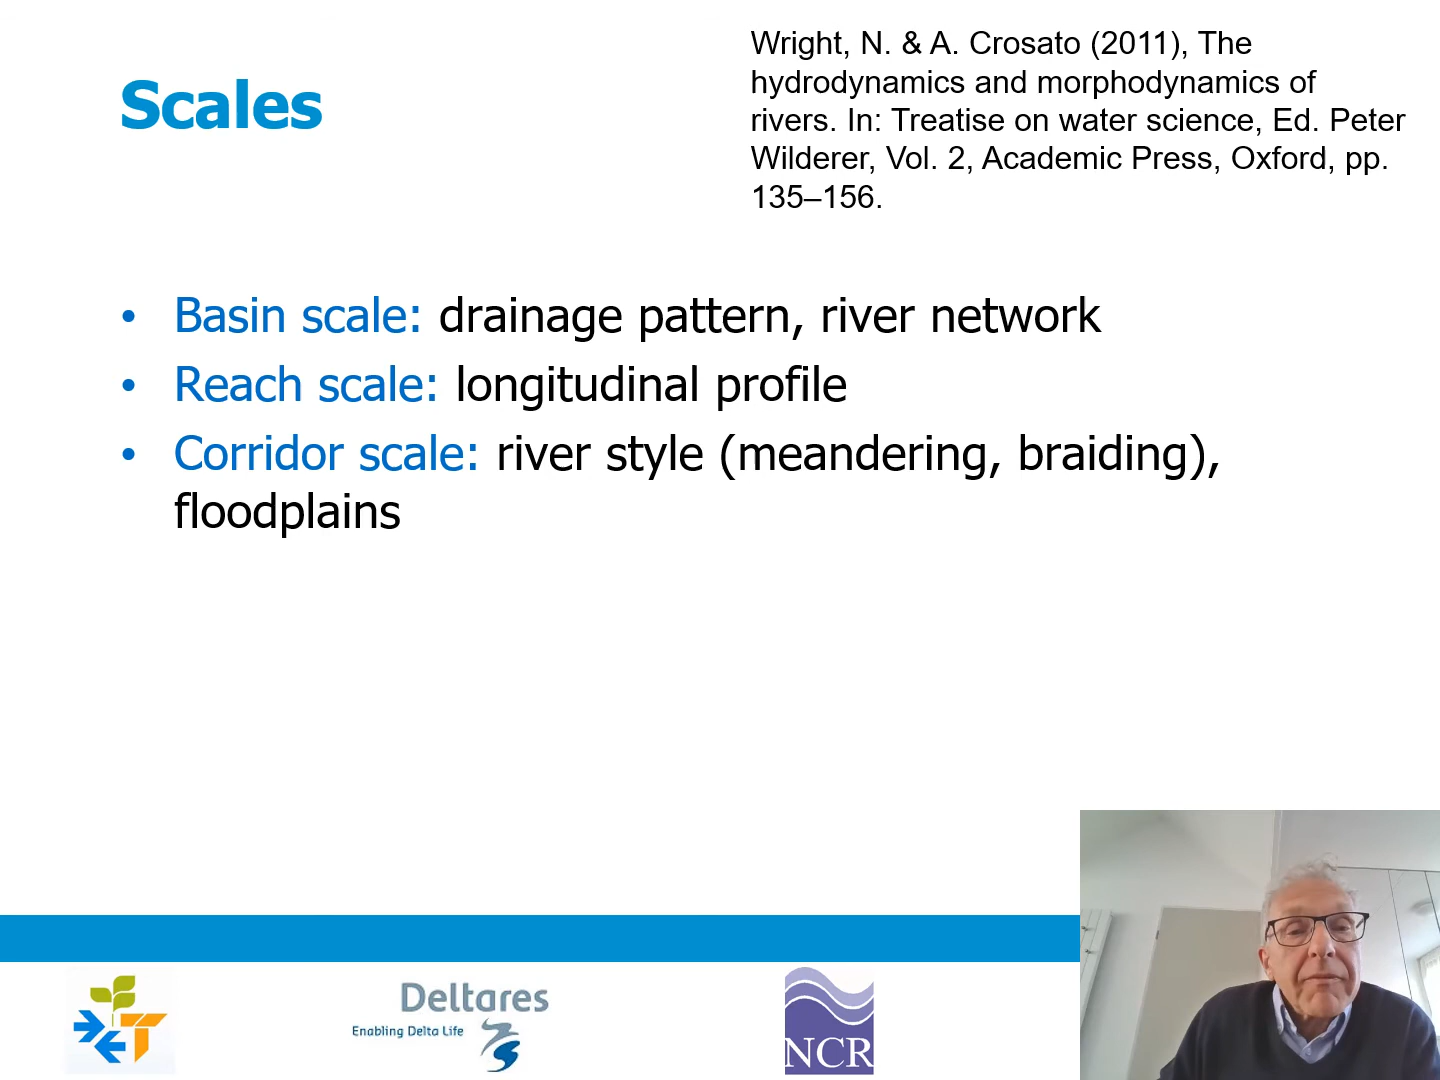 Scales
Wright, N. & A. Crosato (2011), The
hydrodynamics and morphodynamics of
rivers. In: Treatise on water science, Ed. Peter
Wilderer, Vol. 2, Academic Press, Oxford, pp.
135–156.
• Basin scale: drainage pattern, river network
• Reach scale: longitudinal profile
• Corridor scale: river style (meandering, braiding),
floodplains
Deltares
Enabling Delta Life
NCR